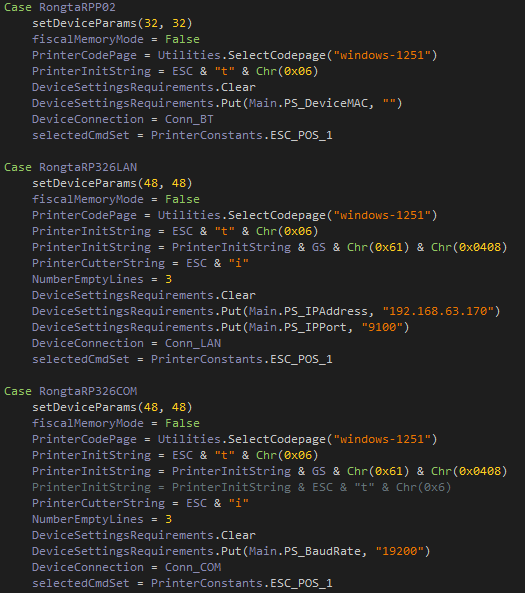 Case RongtaRPP02
setDeviceParams(32, 32)
fiscalMemoryMode = False
PrinterCodePage = Utilities.SelectCodepage("windows-1251")
PrinterInitString = ESC & "t" & Chr(0x06)
DeviceSettingsRequirements.Clear
DeviceSettingsRequirements.Put(Main.PS_DeviceMAC, "")
DeviceConnection = Conn_BT
selectedCmdSet = PrinterConstants.ESC_POS_1
Case RongtaRP326LAN
setDeviceParams(48, 48)
fiscalMemoryMode = False
PrinterCodePage = Utilities.SelectCodepage("windows-1251")
PrinterInitString = ESC & "t" & Chr(0x06)
PrinterInitString = PrinterInitString & GS & Chr(0x61) & Chr(0x0408)
PrinterCutterString = ESC & "i"
NumberEmptyLines = 3
DeviceSettingsRequirements.Clear
DeviceSettingsRequirements.Put(Main.PS_IPAddress, "192.168.63.170")
DeviceSettingsRequirements.Put(Main.PS_IPPort, "9100")
DeviceConnection = Conn_LAN
selectedCmdSet = PrinterConstants.ESC_POS_1
Case RongtaRP326COM
setDeviceParams(48, 48)
fiscalMemoryMode = False
PrinterCodePage = Utilities.SelectCodepage("windows-1251")
PrinterInitString = ESC & "t" & Chr(0x06)
PrinterInitString = PrinterInitString & GS & Chr(0x61) & Chr(0x0408)
PrinterInitString = PrinterInitString & ESC & "t" & Chr(0x6)
PrinterCutterString = ESC & "i"
NumberEmptyLines = 3
DeviceSettingsRequirements.Clear
DeviceSettingsRequirements.Put(Main.PS_BaudRate, "19200")
DeviceConnection = Conn_COM
selectedCmdSet = PrinterConstants.ESC_POS_1